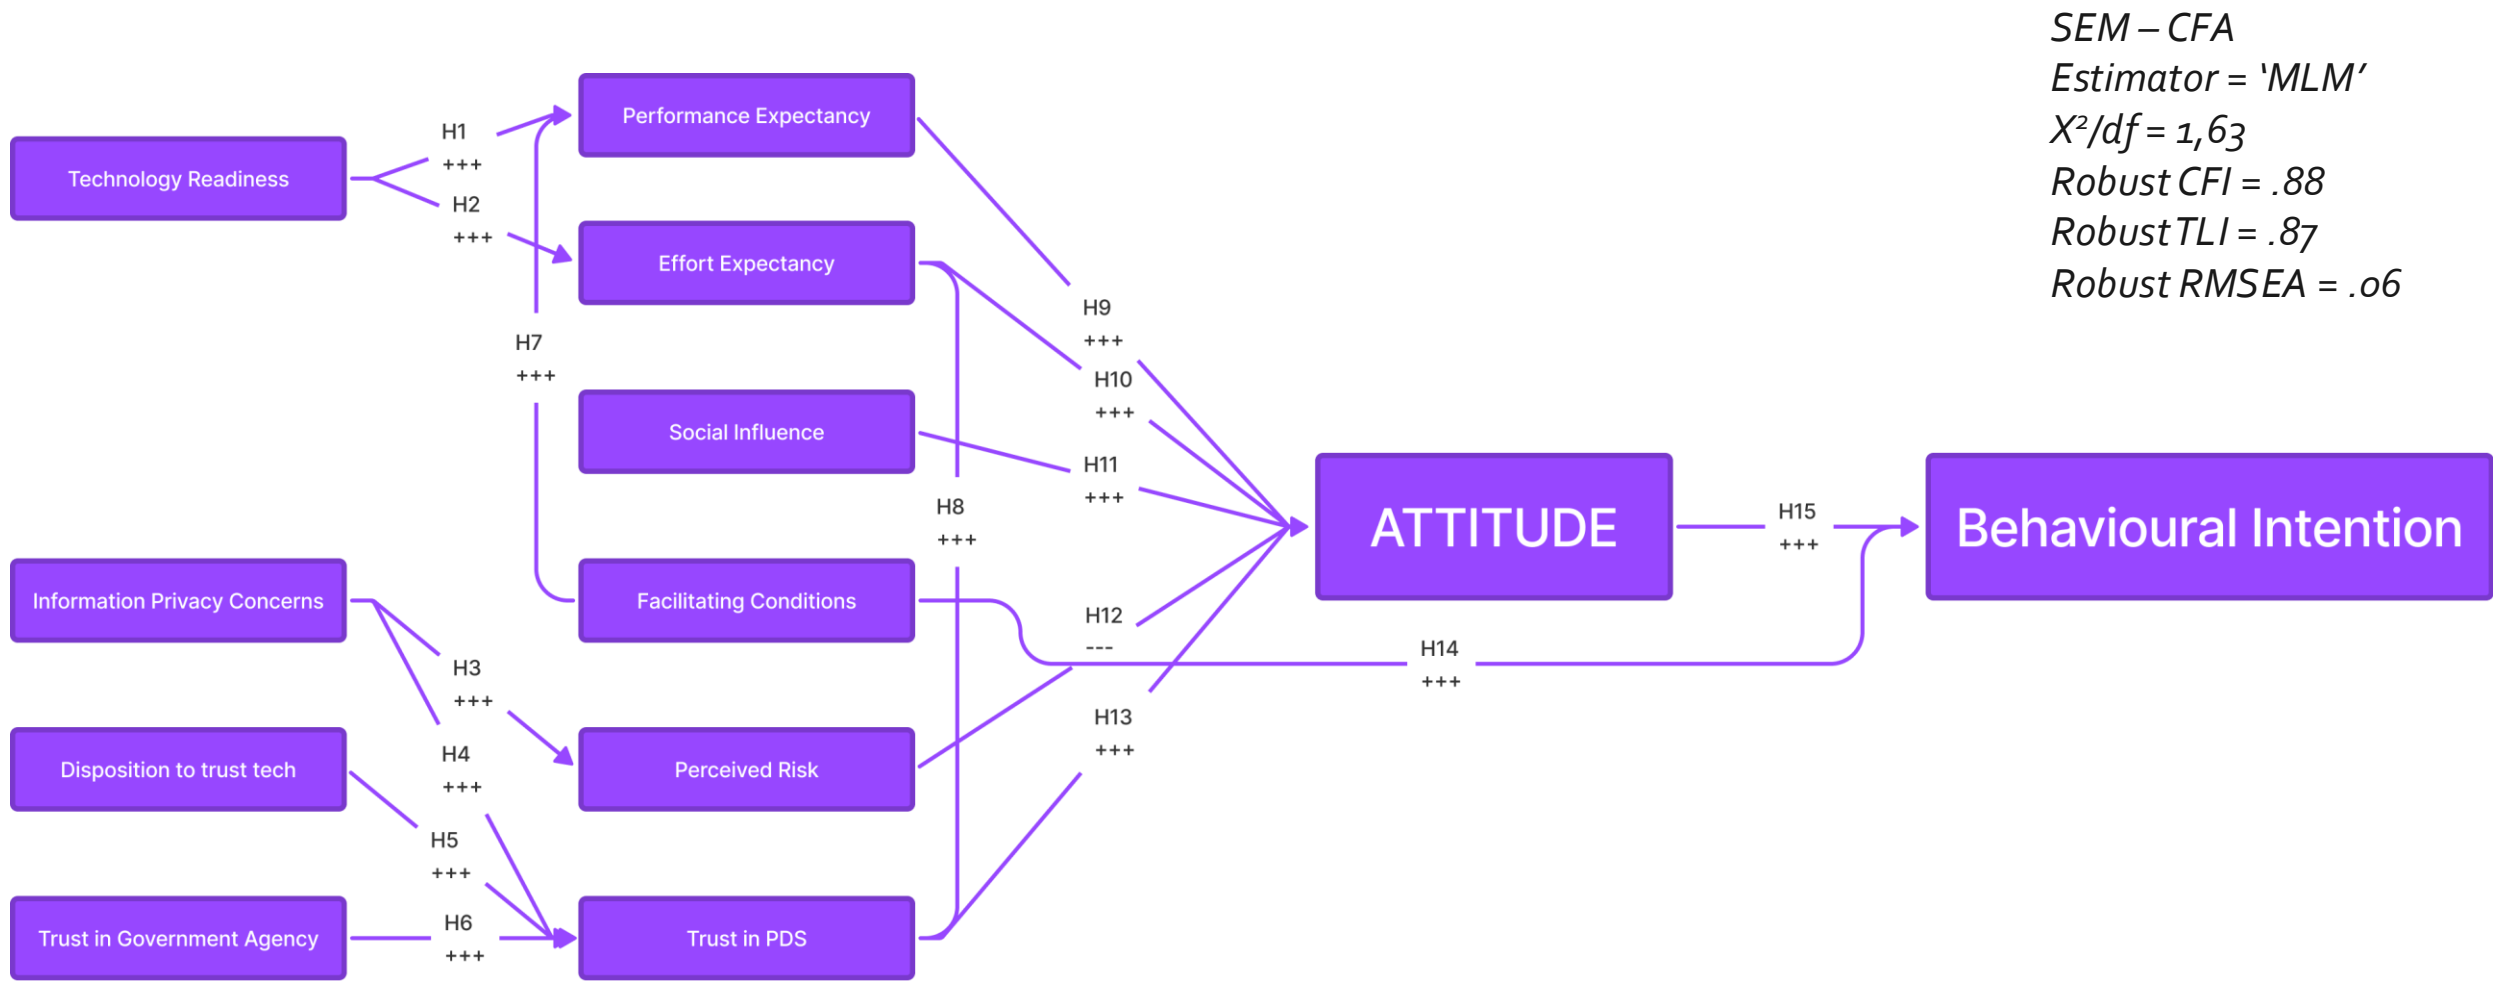 SEM – CFA
Estimator = ‘MLM’
X²/df = 1,63
Robust CFI = .88
Robust TLI = .87
Robust RMSEA = .06
Performance Expectancy
H1
+++
Technology Readiness
H2
+++
Effort Expectancy
H9
+++
H7
+++
H10
+++
Social Influence
H11
+++
H8
+++
ATTITUDE
H15
+++
Behavioural Intention
Information Privacy Concerns
Facilitating Conditions
H12
---
H14
+++
H3
+++
H13
+++
H4
+++
Disposition to trust tech
Perceived Risk
H5
+++
H6
+++
Trust in Government Agency
Trust in PDS